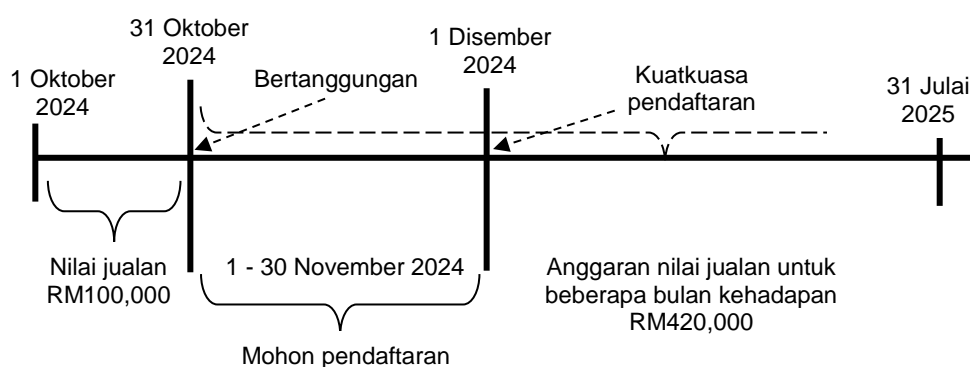 31 Oktober
2024
1 Disember
2024
1 Oktober
2024
Bertanggungan
Kuatkuasa
pendaftaran
31 Julai
2025
Nilai jualan
RM100,000
1 - 30 November 2024
Anggaran nilai jualan untuk
beberapa bulan kehadapan
RM420,000
Mohon pendaftaran